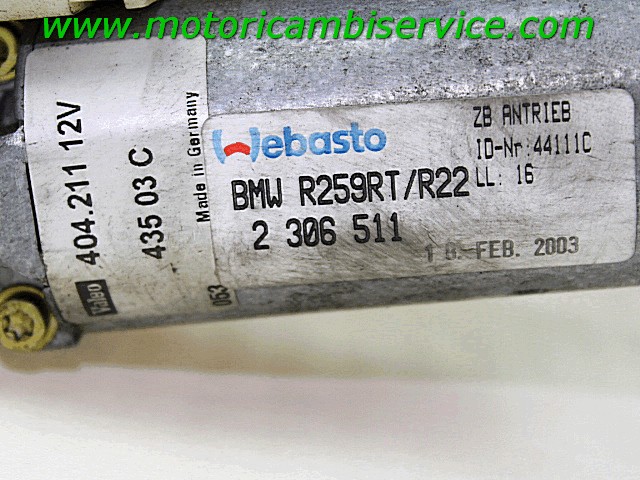 www.motoricambiservice.com
Valeo 404.211 12V
435 03 C
Made in Germany
053
Webasto
BMW R259RT/R22
2 306 511
ZB ANTRIEB
ID-Nr: 44111C
LL: 16
FEB. 2003